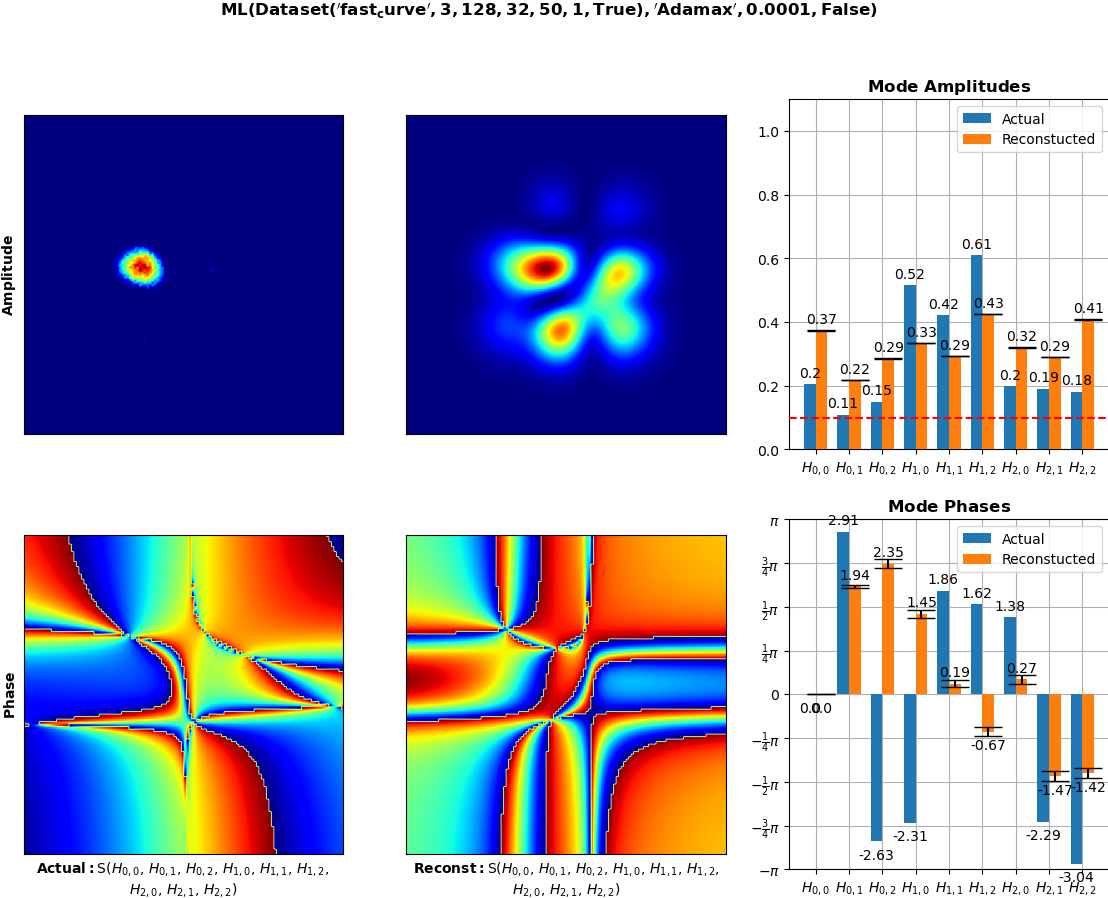 ML(Dataset('fast_curve', 3, 128, 32, 50, 1, True), 'Adamax', 0.0001, False)
Amplitude
Mode Amplitudes
Actual
Reconstucted
1.0
0.8
0.6
0.4
0.2
0.0
0.2 0.37 0.11 0.22 0.15 0.29 0.52 0.33 0.42 0.29 0.61 0.43 0.2 0.32 0.19 0.29 0.18 0.41
H0,0 H0,1 H0,2 H1,0 H1,1 H1,2 H2,0 H2,1 H2,2
Phase
Actual: S(H0,0, H0,1, H0,2, H1,0, H1,1, H1,2,
H2,0, H2,1, H2,2)
Reconst: S(H0,0, H0,1, H0,2, H1,0, H1,1, H1,2,
H2,0, H2,1, H2,2)
Mode Phases
Actual
Reconstucted
π
3/4π
1/2π
1/4π
0
−1/4π
−1/2π
−3/4π
−π
0.0 0.0 2.91 1.94 -2.63 2.35 -2.31 1.45 1.86 0.19 1.62 -0.67 1.38 0.27 -2.29 -1.47 -3.04 -1.42
H0,0 H0,1 H0,2 H1,0 H1,1 H1,2 H2,0 H2,1 H2,2